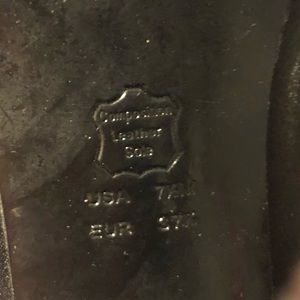 Composition
Leather
Sole
USA
EUR